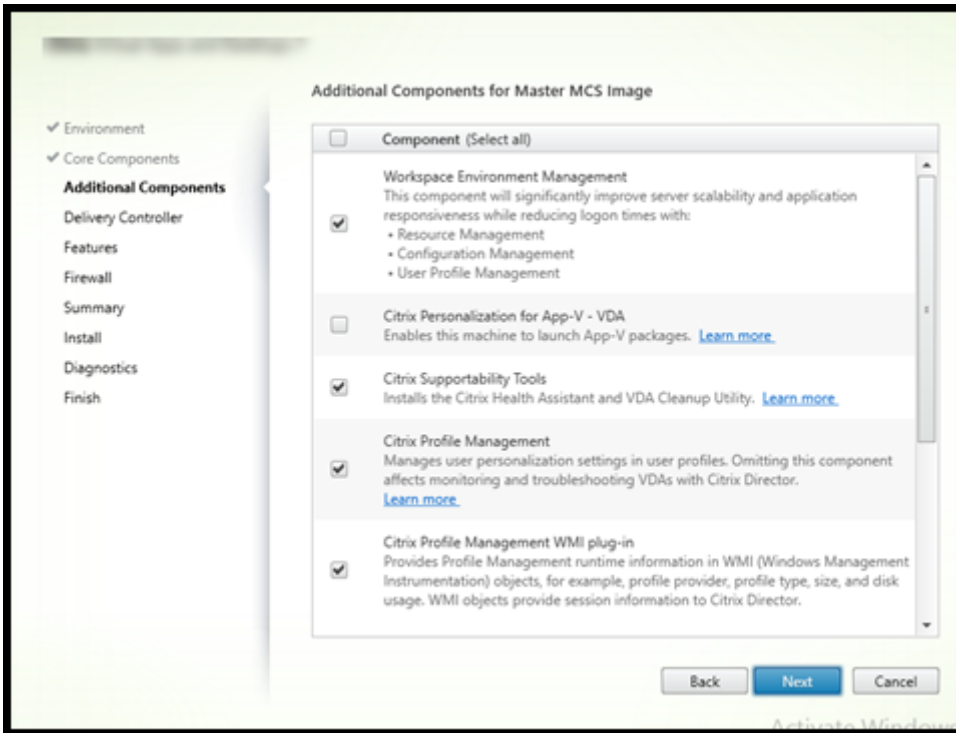 Additional Components for Master MCS Image
✔ Environment
✔ Core Components
Additional Components
Delivery Controller
Features
Firewall
Summary
Install
Diagnostics
Finish
Component (Select all)
Workspace Environment Management
This component will significantly improve server scalability and application
responsiveness while reducing logon times with:
• Resource Management
• Configuration Management
• User Profile Management
Citrix Personalization for App-V - VDA
Enables this machine to launch App-V packages. Learn more
Citrix Supportability Tools
Installs the Citrix Health Assistant and VDA Cleanup Utility. Learn more
Citrix Profile Management
Manages user personalization settings in user profiles. Omitting this component
affects monitoring and troubleshooting VDAs with Citrix Director.
Learn more
Citrix Profile Management WMI plug-in
Provides Profile Management runtime information in WMI (Windows Management
Instrumentation) objects, for example, profile provider, profile type, size, and disk
usage. WMI objects provide session information to Citrix Director.
Back Next Cancel
Activate Windows